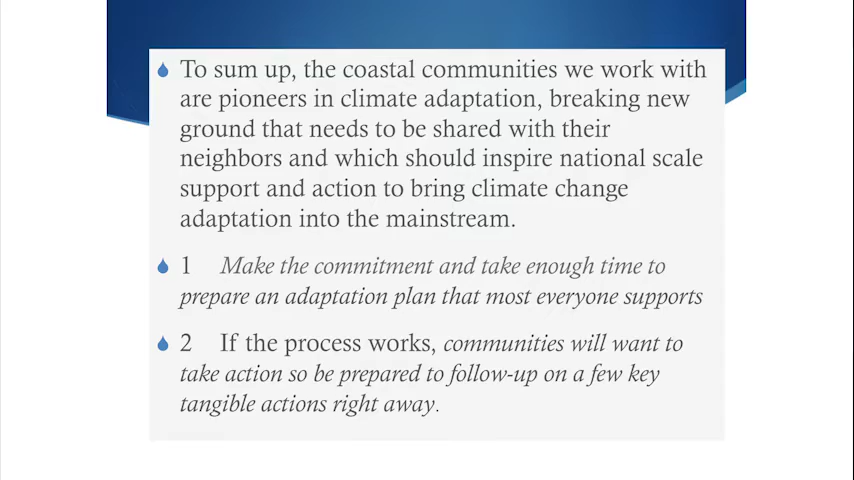 To sum up, the coastal communities we work with
are pioneers in climate adaptation, breaking new
ground that needs to be shared with their
neighbors and which should inspire national scale
support and action to bring climate change
adaptation into the mainstream.
1 Make the commitment and take enough time to
prepare an adaptation plan that most everyone supports
2 If the process works, communities will want to
take action so be prepared to follow-up on a few key
tangible actions right away.